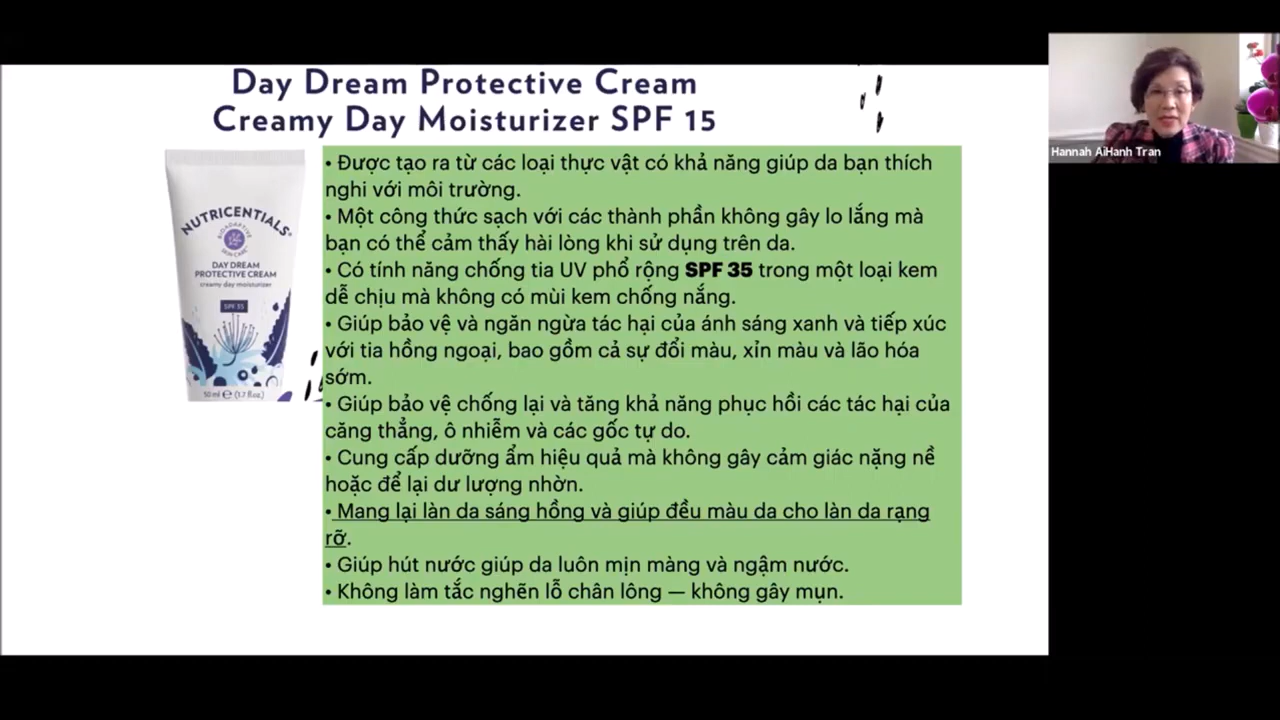 Day Dream Protective Cream
Creamy Day Moisturizer SPF 15
Hannah AiHanh Tran
NUTRICENTIALS®
BIOADAPTIVE
SKIN CARE
DAY DREAM
PROTECTIVE CREAM
creamy day moisturizer
SPF 35
50 ml ℮ (1.7 fl.oz.)
• Được tạo ra từ các loại thực vật có khả năng giúp da bạn thích
nghi với môi trường.
• Một công thức sạch với các thành phần không gây lo lắng mà
bạn có thể cảm thấy hài lòng khi sử dụng trên da.
• Có tính năng chống tia UV phổ rộng SPF 35 trong một loại kem
dễ chịu mà không có mùi kem chống nắng.
• Giúp bảo vệ và ngăn ngừa tác hại của ánh sáng xanh và tiếp xúc
với tia hồng ngoại, bao gồm cả sự đổi màu, xỉn màu và lão hóa
sớm.
• Giúp bảo vệ chống lại và tăng khả năng phục hồi các tác hại của
căng thẳng, ô nhiễm và các gốc tự do.
• Cung cấp dưỡng ẩm hiệu quả mà không gây cảm giác nặng nề
hoặc để lại dư lượng nhờn.
• Mang lại làn da sáng hồng và giúp đều màu da cho làn da rạng
rỡ.
• Giúp hút nước giúp da luôn mịn màng và ngậm nước.
• Không làm tắc nghẽn lỗ chân lông — không gây mụn.